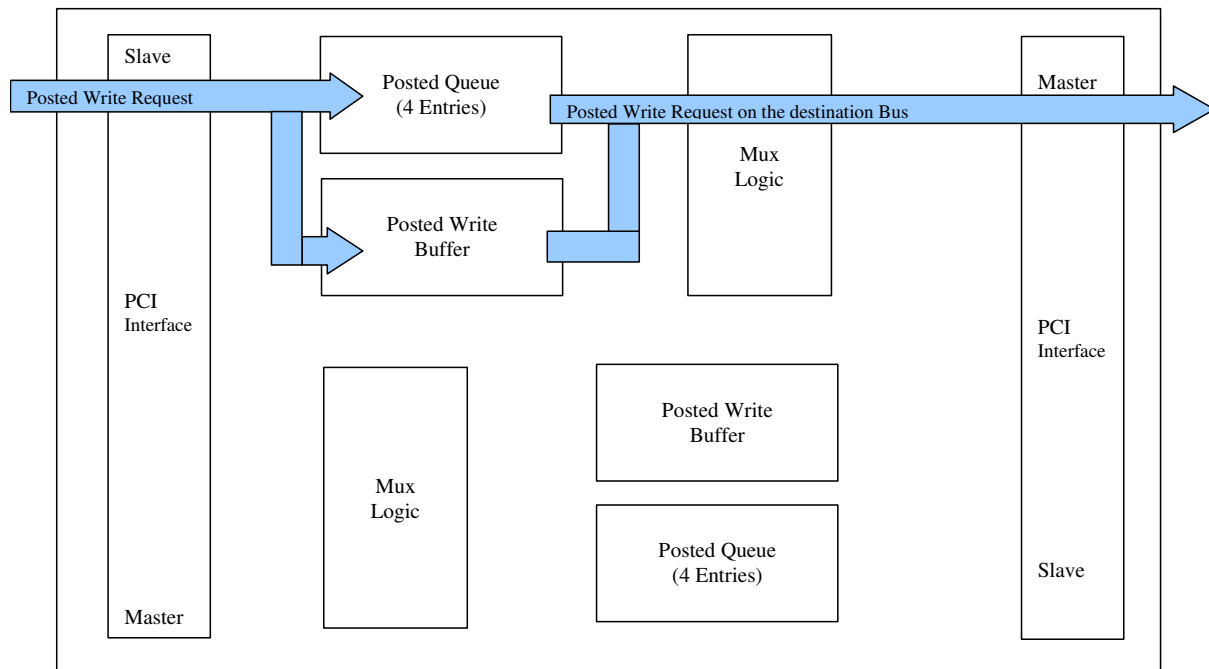 Slave
Posted Write Request
Posted Queue
(4 Entries)
Posted Write Request on the destination Bus
Master
Mux
Logic
Posted Write
Buffer
PCI
Interface
PCI
Interface
Posted Write
Buffer
Mux
Logic
Posted Queue
(4 Entries)
Slave
Master